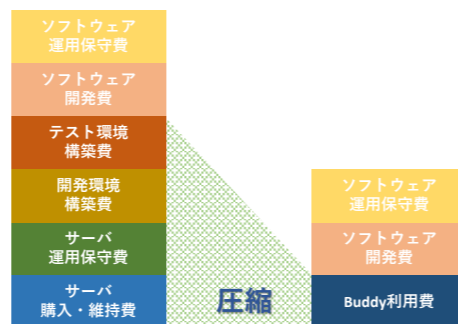 ソフトウェア
運用保守費
ソフトウェア
開発費
テスト環境
構築費
開発環境
構築費
サーバ
運用保守費
サーバ
購入・維持費
圧縮
ソフトウェア
運用保守費
ソフトウェア
開発費
Buddy利用費